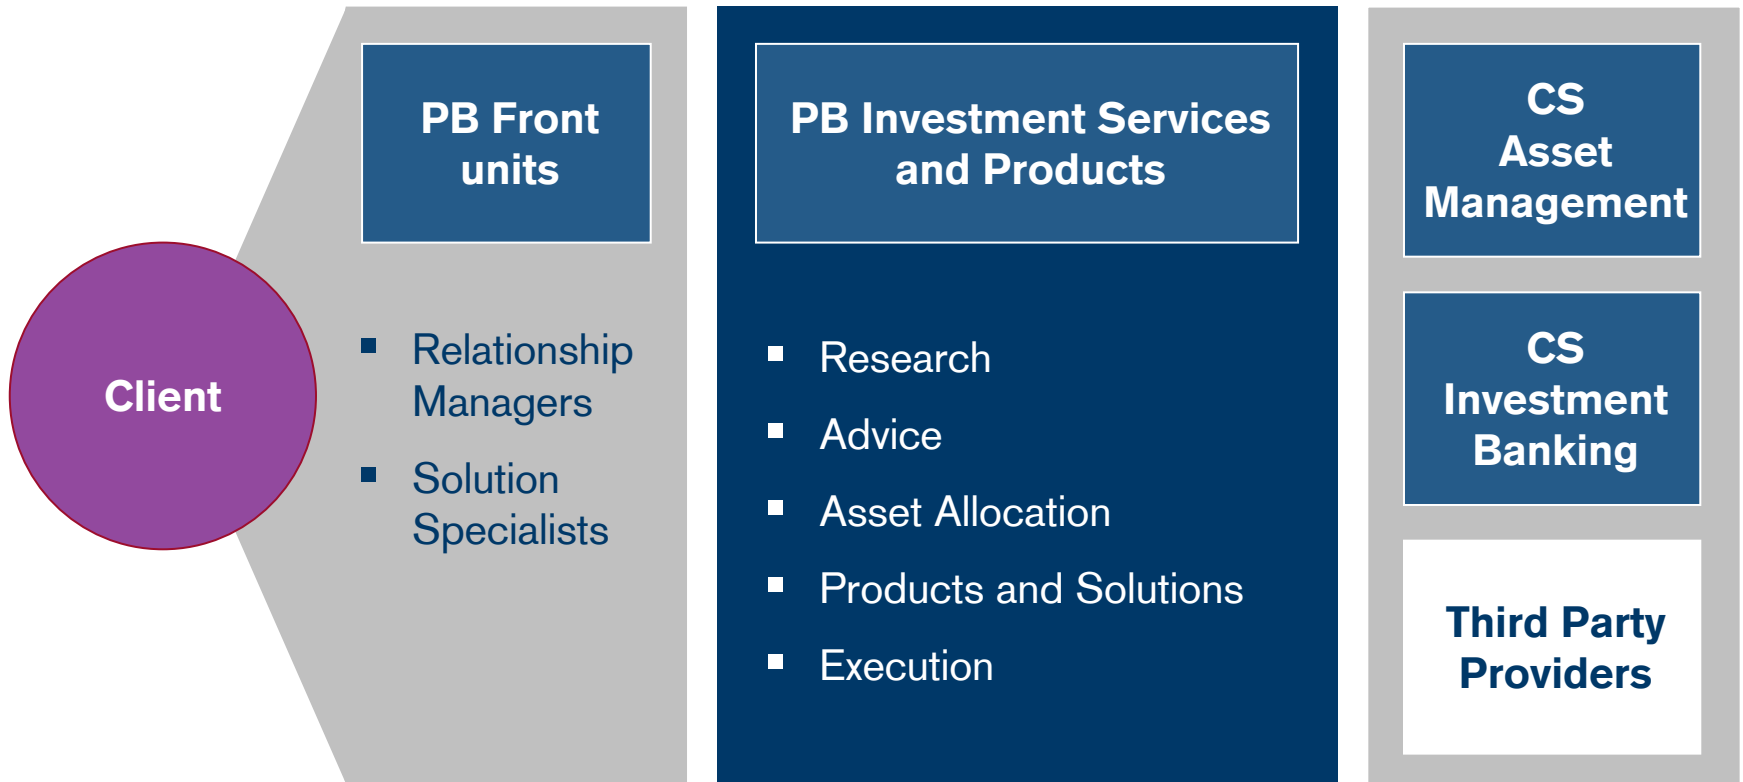 Client
PB Front
units
Relationship
Managers
Solution
Specialists
PB Investment Services
and Products
Research
Advice
Asset Allocation
Products and Solutions
Execution
CS
Asset
Management
CS
Investment
Banking
Third Party
Providers